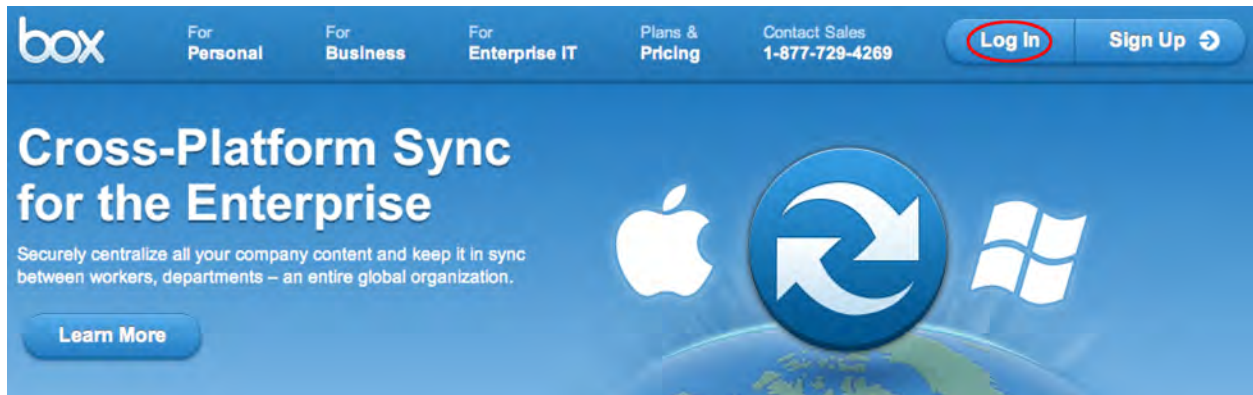 box
For
Personal
For
Business
For
Enterprise IT
Plans &
Pricing
Contact Sales
1-877-729-4269
Log In
Sign Up
Cross-Platform Sync
for the Enterprise
Securely centralize all your company content and keep it in sync
between workers, departments – an entire global organization.
Learn More